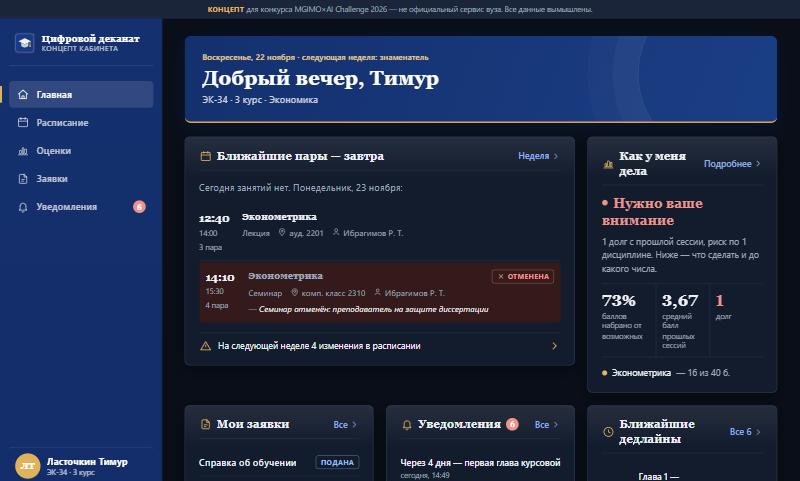 КОНЦЕПТ для конкурса MGIMO×AI Challenge 2026 — не официальный сервис вуза. Все данные вымышлены.
Цифровой деканат
КОНЦЕПТ КАБИНЕТА
Главная
Расписание
Оценки
Заявки
Уведомления 6
ЛТ Ласточкин Тимур
ЭК-34 · 3 курс
Воскресенье, 22 ноября · следующая неделя: знаменатель
Добрый вечер, Тимур
ЭК-34 · 3 курс · Экономика
Ближайшие пары — завтра Неделя
Сегодня занятий нет. Понедельник, 23 ноября:
12:40 Эконометрика
14:00 Лекция ауд. 2201 Ибрагимов Р. Т.
3 пара
14:10 Эконометрика ОТМЕНЕНА
15:30 Семинар комп. класс 2310 Ибрагимов Р. Т.
4 пара — Семинар отменён: преподаватель на защите диссертации
На следующей неделе 4 изменения в расписании
Как у меня дела Подробнее
Нужно ваше
внимание
1 долг с прошлой сессии, риск по 1
дисциплине. Ниже — что сделать и до
какого числа.
73% 3,67 1
баллов средний долг
набрано от балл
возможных прошлых
сессий
Эконометрика — 16 из 40 б.
Мои заявки Все
Справка об обучении ПОДАНА
Уведомления 6 Все
Через 4 дня — первая глава курсовой
сегодня, 14:49
Ближайшие
дедлайны Все 6
Глава 1 —